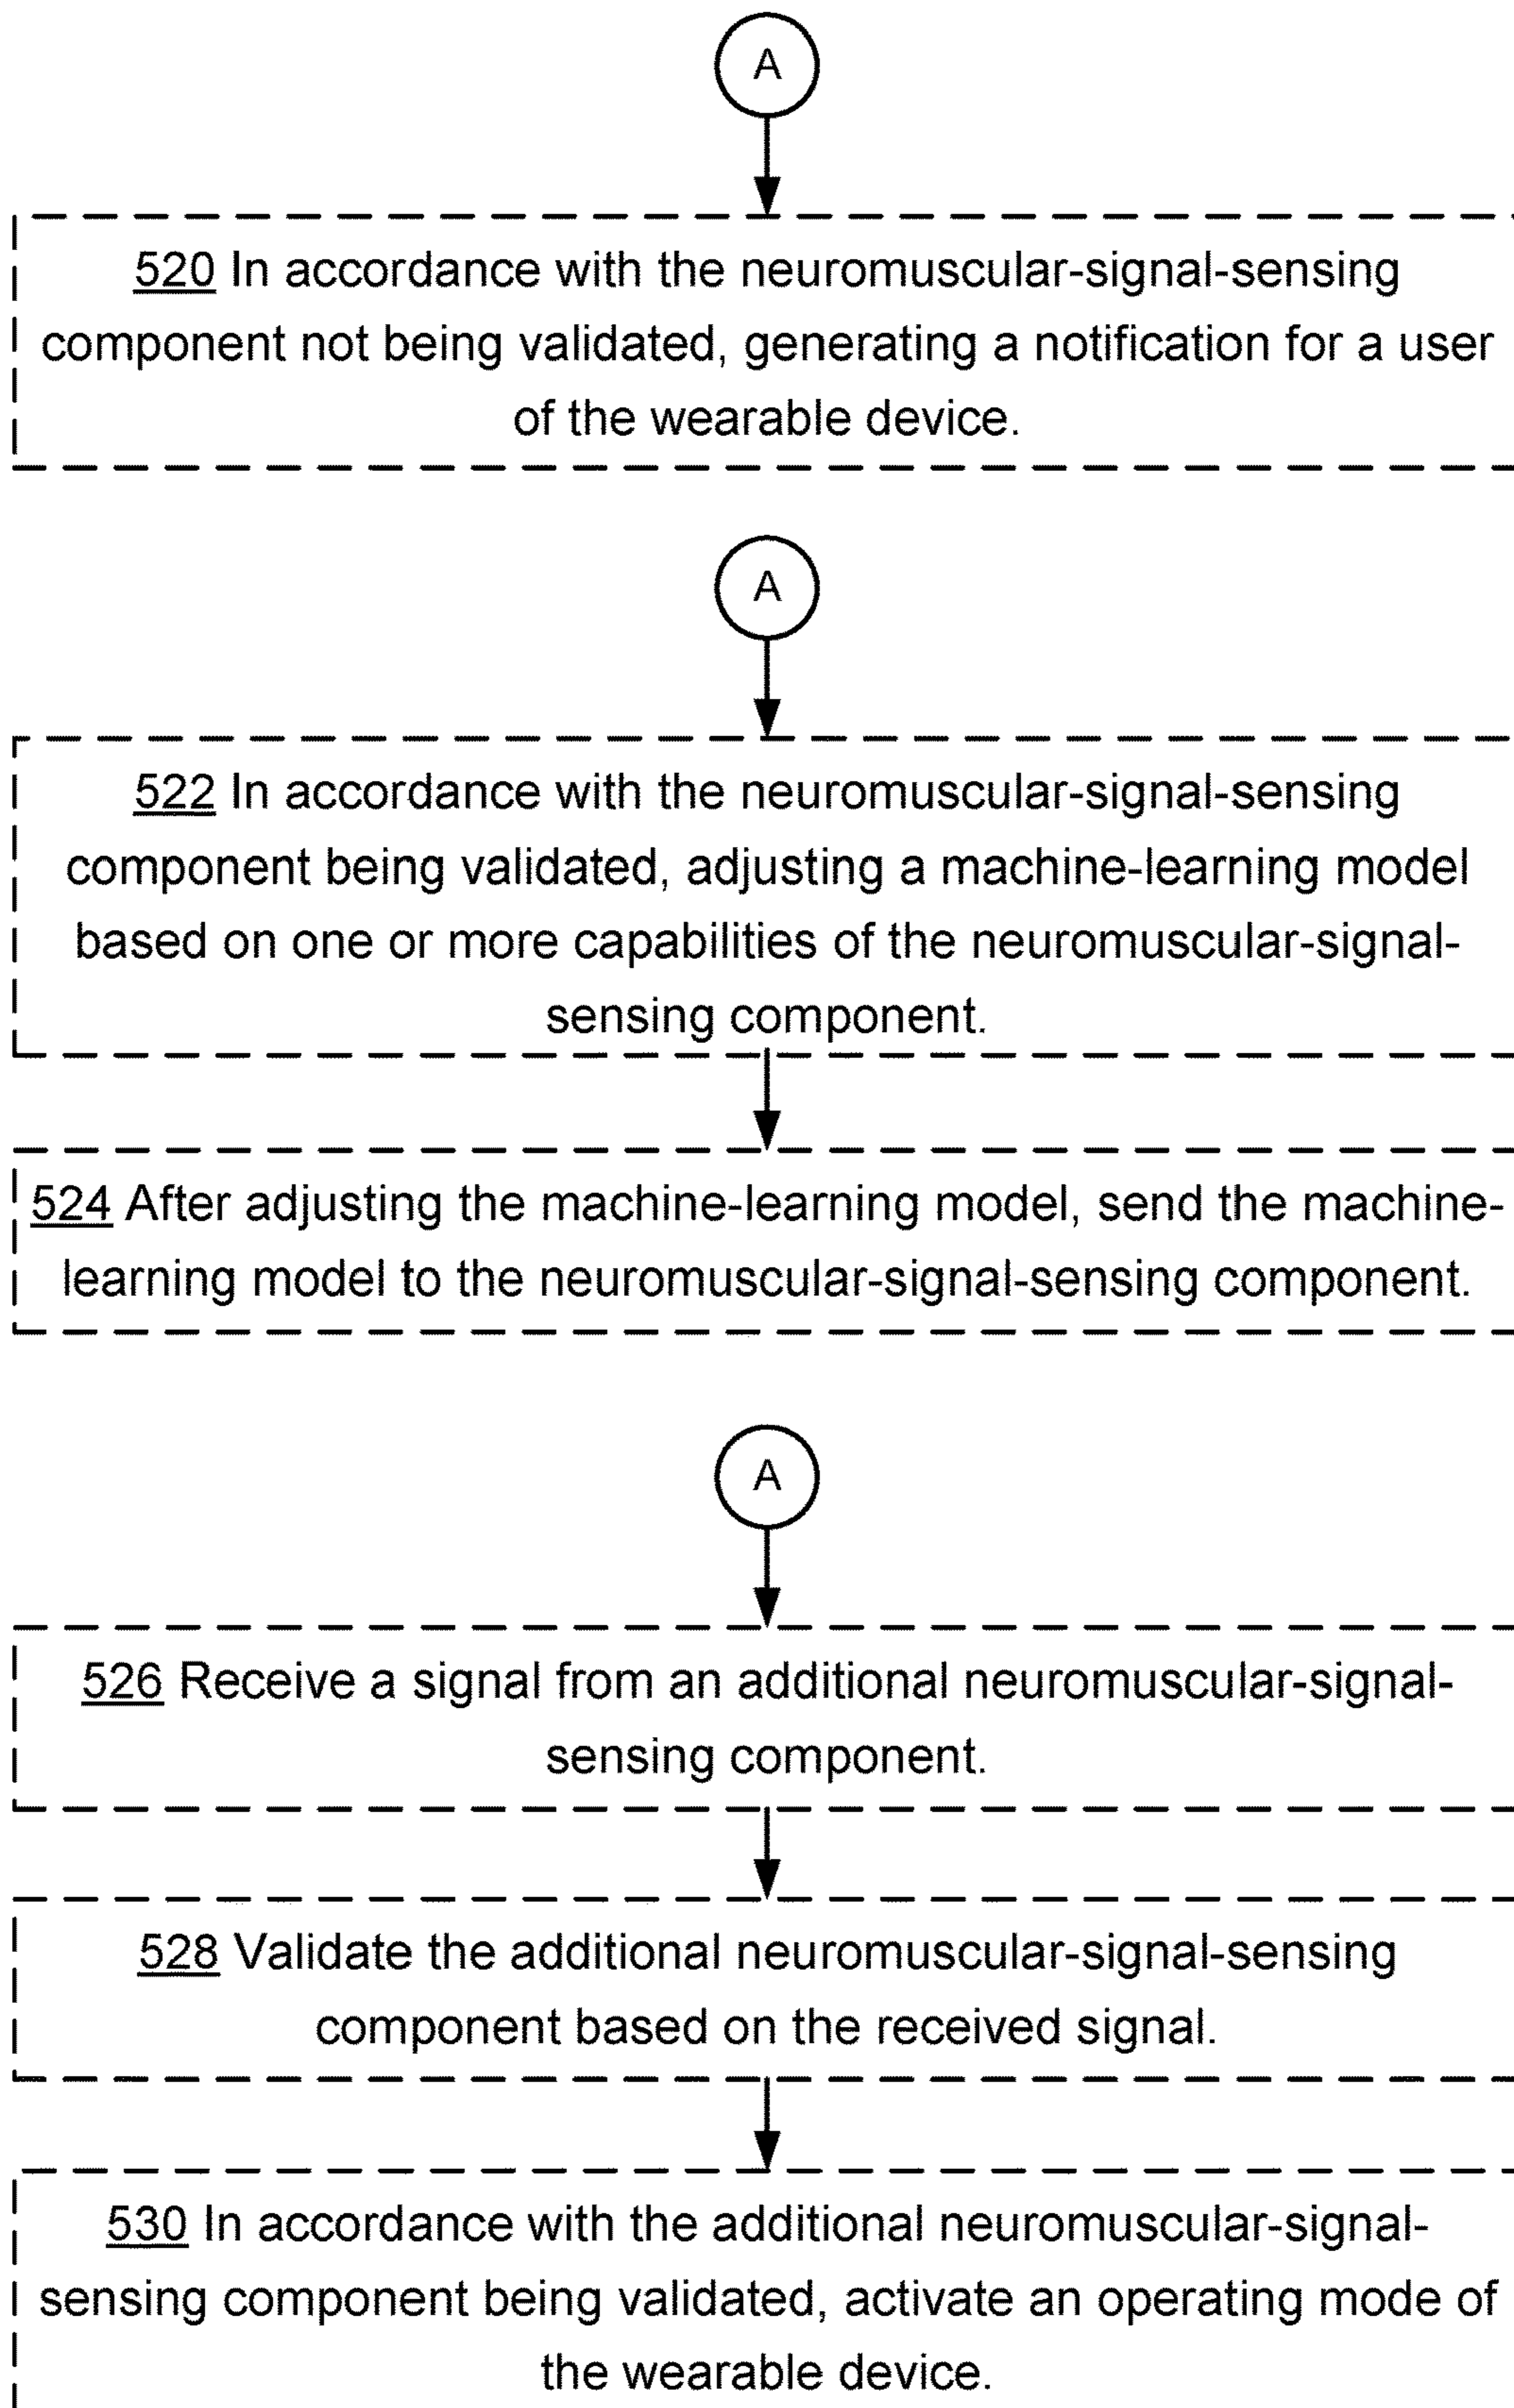 A
520 In accordance with the neuromuscular-signal-sensing
component not being validated, generating a notification for a user
of the wearable device.
A
522 In accordance with the neuromuscular-signal-sensing
component being validated, adjusting a machine-learning model
based on one or more capabilities of the neuromuscular-signal-
sensing component.
524 After adjusting the machine-learning model, send the machine-
learning model to the neuromuscular-signal-sensing component.
A
526 Receive a signal from an additional neuromuscular-signal-
sensing component.
528 Validate the additional neuromuscular-signal-sensing
component based on the received signal.
530 In accordance with the additional neuromuscular-signal-
sensing component being validated, activate an operating mode of
the wearable device.